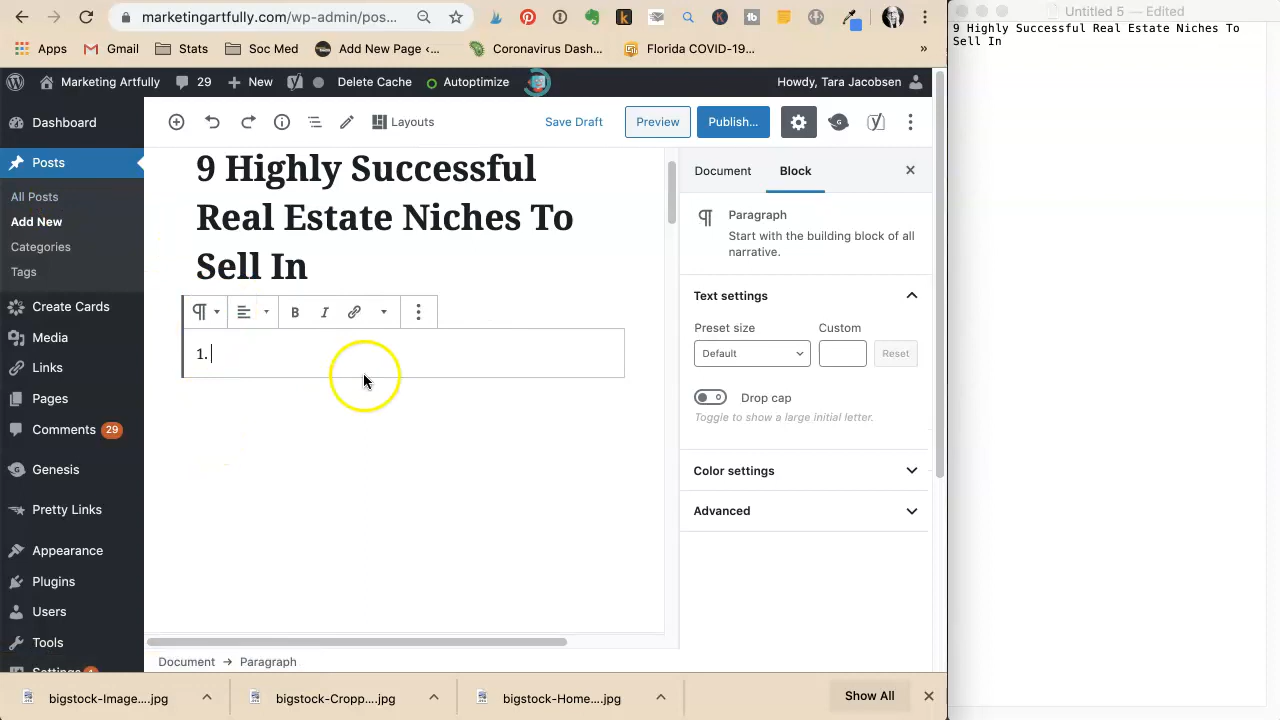 marketingartfully.com/wp-admin/pos...
Apps
Gmail
Stats
Soc Med
Add New Page ‹...
Coronavirus Dash...
Florida COVID-19...
»
Untitled 5 — Edited
9 Highly Successful Real Estate Niches To
Sell In
Marketing Artfully
29
New
Delete Cache
Autoptimize
Howdy, Tara Jacobsen
Dashboard
Posts
All Posts
Add New
Categories
Tags
Create Cards
Media
Links
Pages
Comments 29
Genesis
Pretty Links
Appearance
Plugins
Users
Tools
Layouts
Save Draft
Preview
Publish...
9 Highly Successful
Real Estate Niches To
Sell In
B
I
1.
Document
Block
Paragraph
Start with the building block of all
narrative.
Text settings
Preset size
Custom
Default
Reset
Drop cap
Toggle to show a large initial letter.
Color settings
Advanced
Document → Paragraph
bigstock-Image....jpg
bigstock-Cropp....jpg
bigstock-Home....jpg
Show All